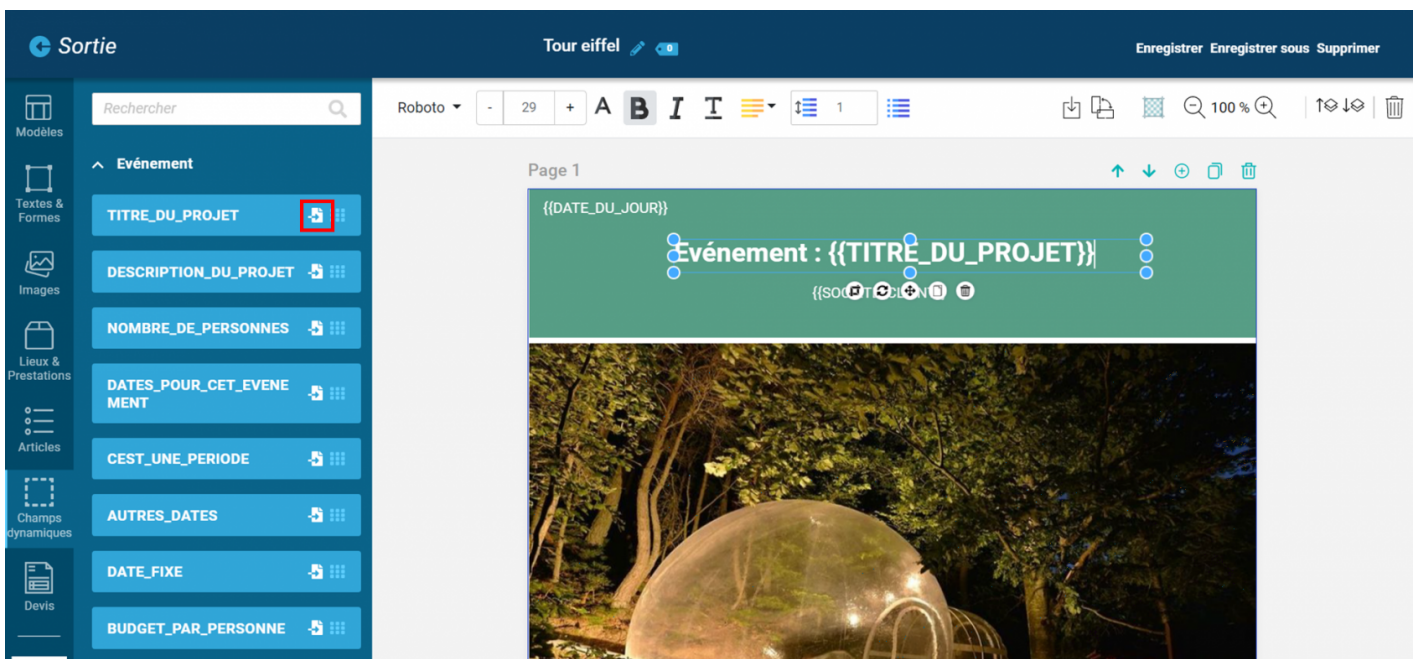 Sortie
Tour eiffel
0
Enregistrer Enregistrer sous Supprimer
Modèles
Textes &
Formes
Images
Lieux &
Prestations
Articles
Champs
dynamiques
Devis
Rechercher
Evénement
TITRE_DU_PROJET
DESCRIPTION_DU_PROJET
NOMBRE_DE_PERSONNES
DATES_POUR_CET_EVENE
MENT
CEST_UNE_PERIODE
AUTRES_DATES
DATE_FIXE
BUDGET_PAR_PERSONNE
Roboto - 29 + A B I T 1 100 %
Page 1
{{DATE_DU_JOUR}}
Evénement : {{TITRE_DU_PROJET}}